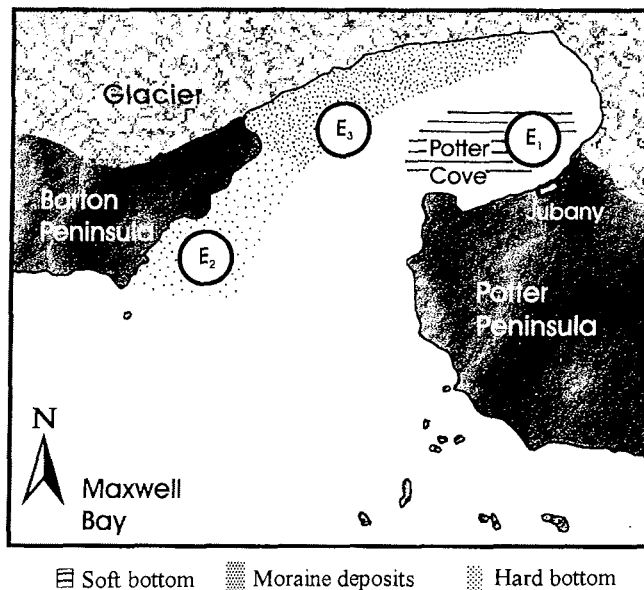 Glacier
E3
Potter
Cove
E1
Barton
Peninsula
Jubany
E2
Potter
Peninsula
N
Maxwell
Bay
Soft bottom Moraine deposits Hard bottom